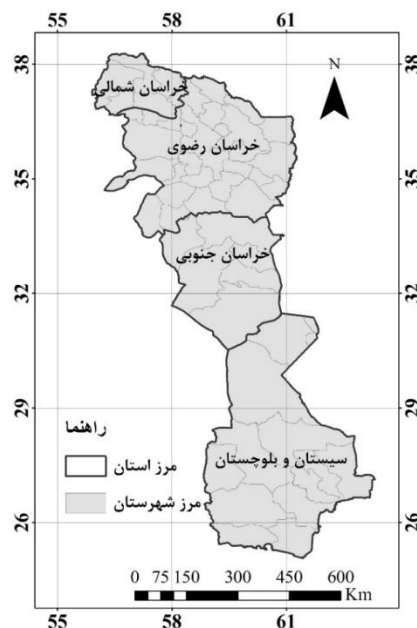 55 58 61
N
38 38
خراسان شمالی
خراسان رضوی
35 35
خراسان جنوبی
32 32
29 29
راهنما
مرز استان
سیستان و بلوچستان
مرز شهرستان
26 26
0 75 150 300 450 600
Km
55 58 61